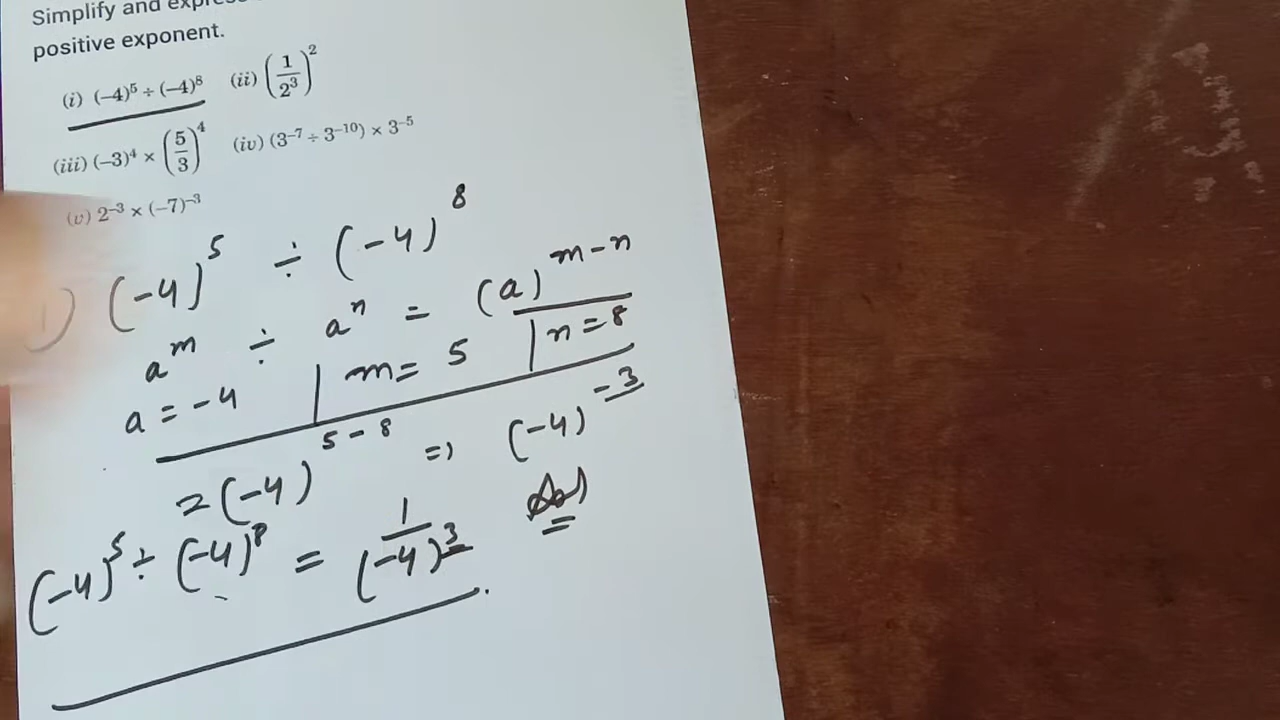 Simplify and
positive exponent.
(i) (–4)⁵ ÷ (–4)⁸ (ii) (1/2³)²
(iii) (–3)⁴ × (5/3)⁴ (iv) (3⁻⁷ ÷ 3⁻¹⁰) × 3⁻⁵
(v) 2⁻³ × (–7)⁻³
(-4)⁵ ÷ (-4)⁸
aᵐ ÷ aⁿ = (a)ᵐ⁻ⁿ
a = -4 | m = 5 | n = 8
= (-4)⁵⁻⁸ => (-4)⁻³
(-4)⁵ ÷ (-4)⁸ = 1/(-4)³